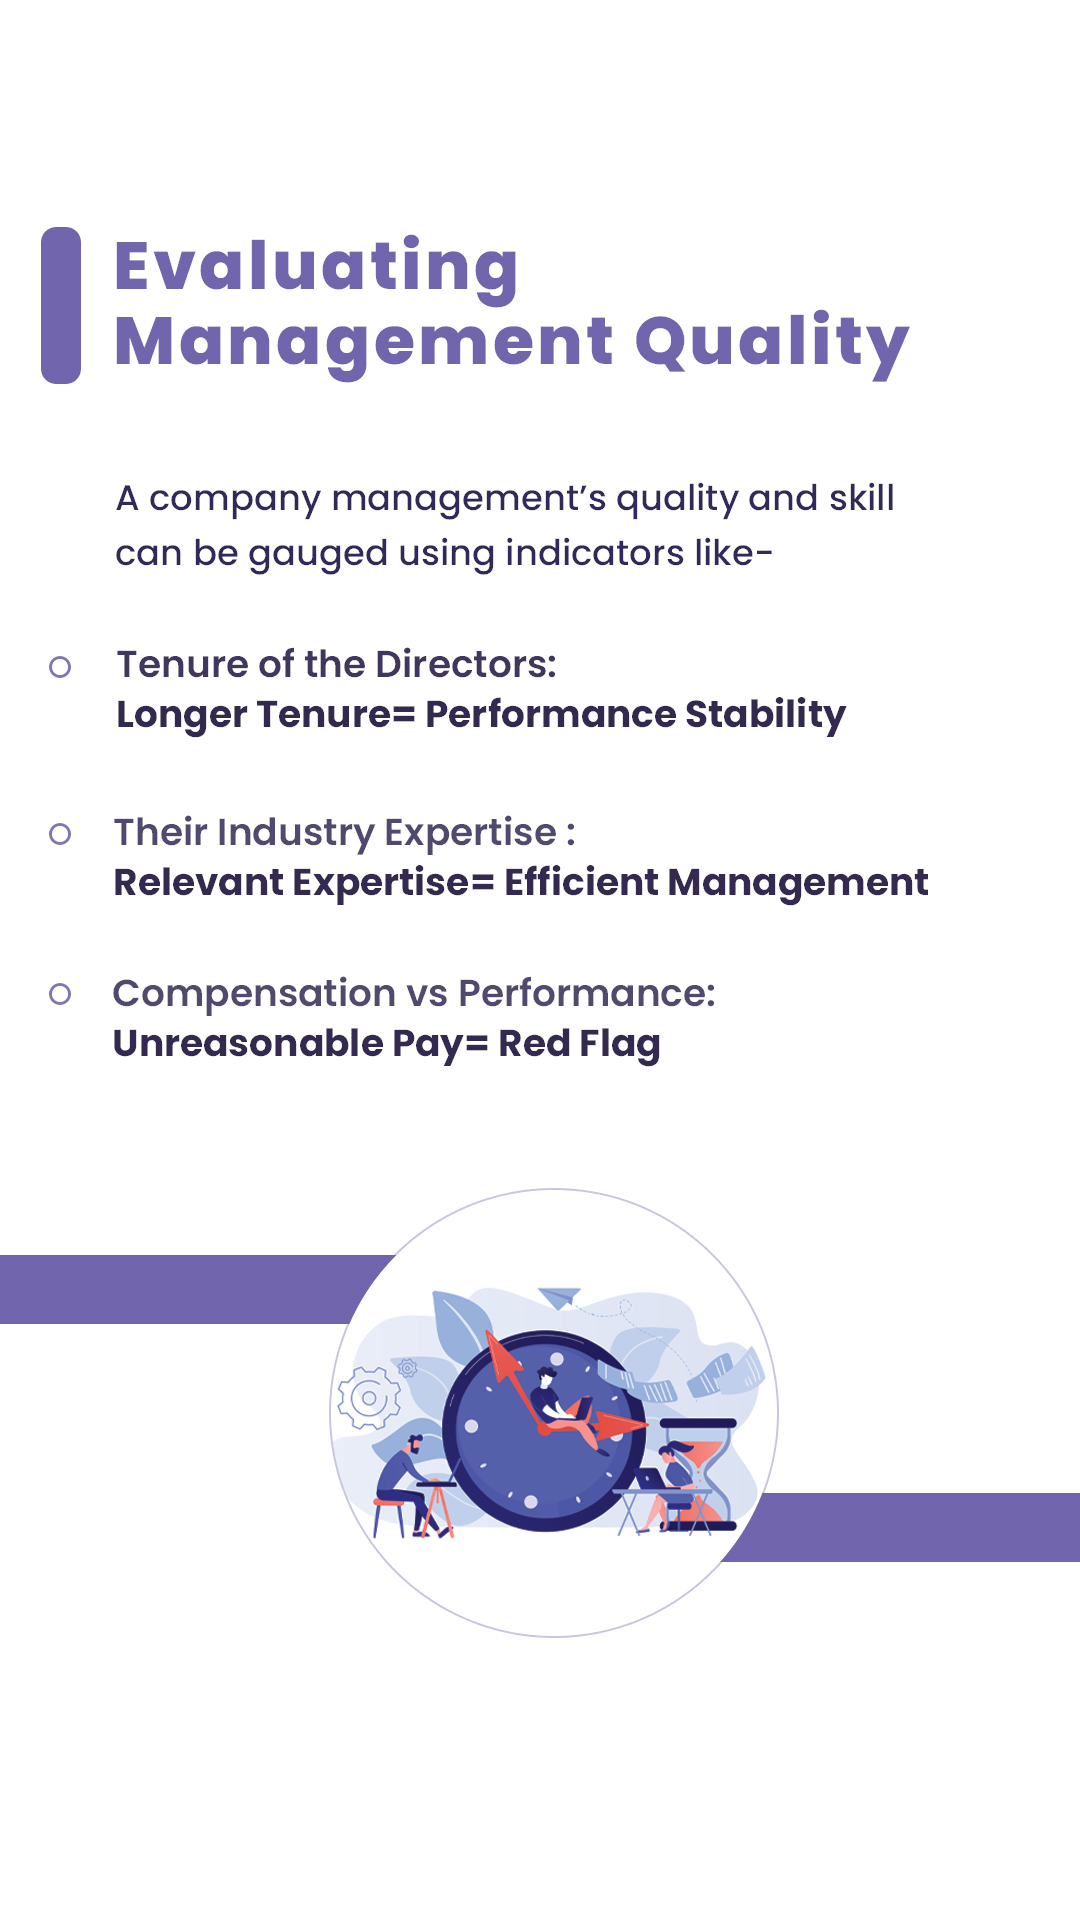 Evaluating
Management Quality
A company management’s quality and skill
can be gauged using indicators like-
Tenure of the Directors:
Longer Tenure= Performance Stability
Their Industry Expertise :
Relevant Expertise= Efficient Management
Compensation vs Performance:
Unreasonable Pay= Red Flag